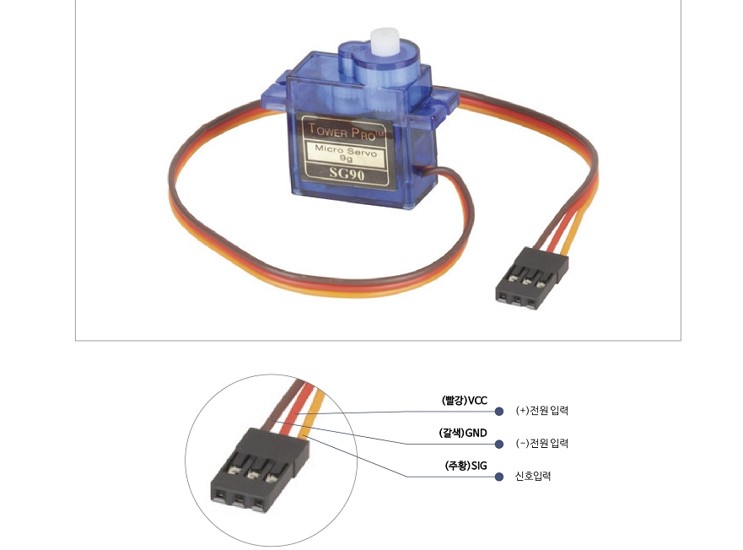 TOWER PRO
Micro Servo
9g
SG90
(빨강)VCC
(+)전원 입력
(갈색)GND
(−)전원 입력
(주황)SIG
신호입력